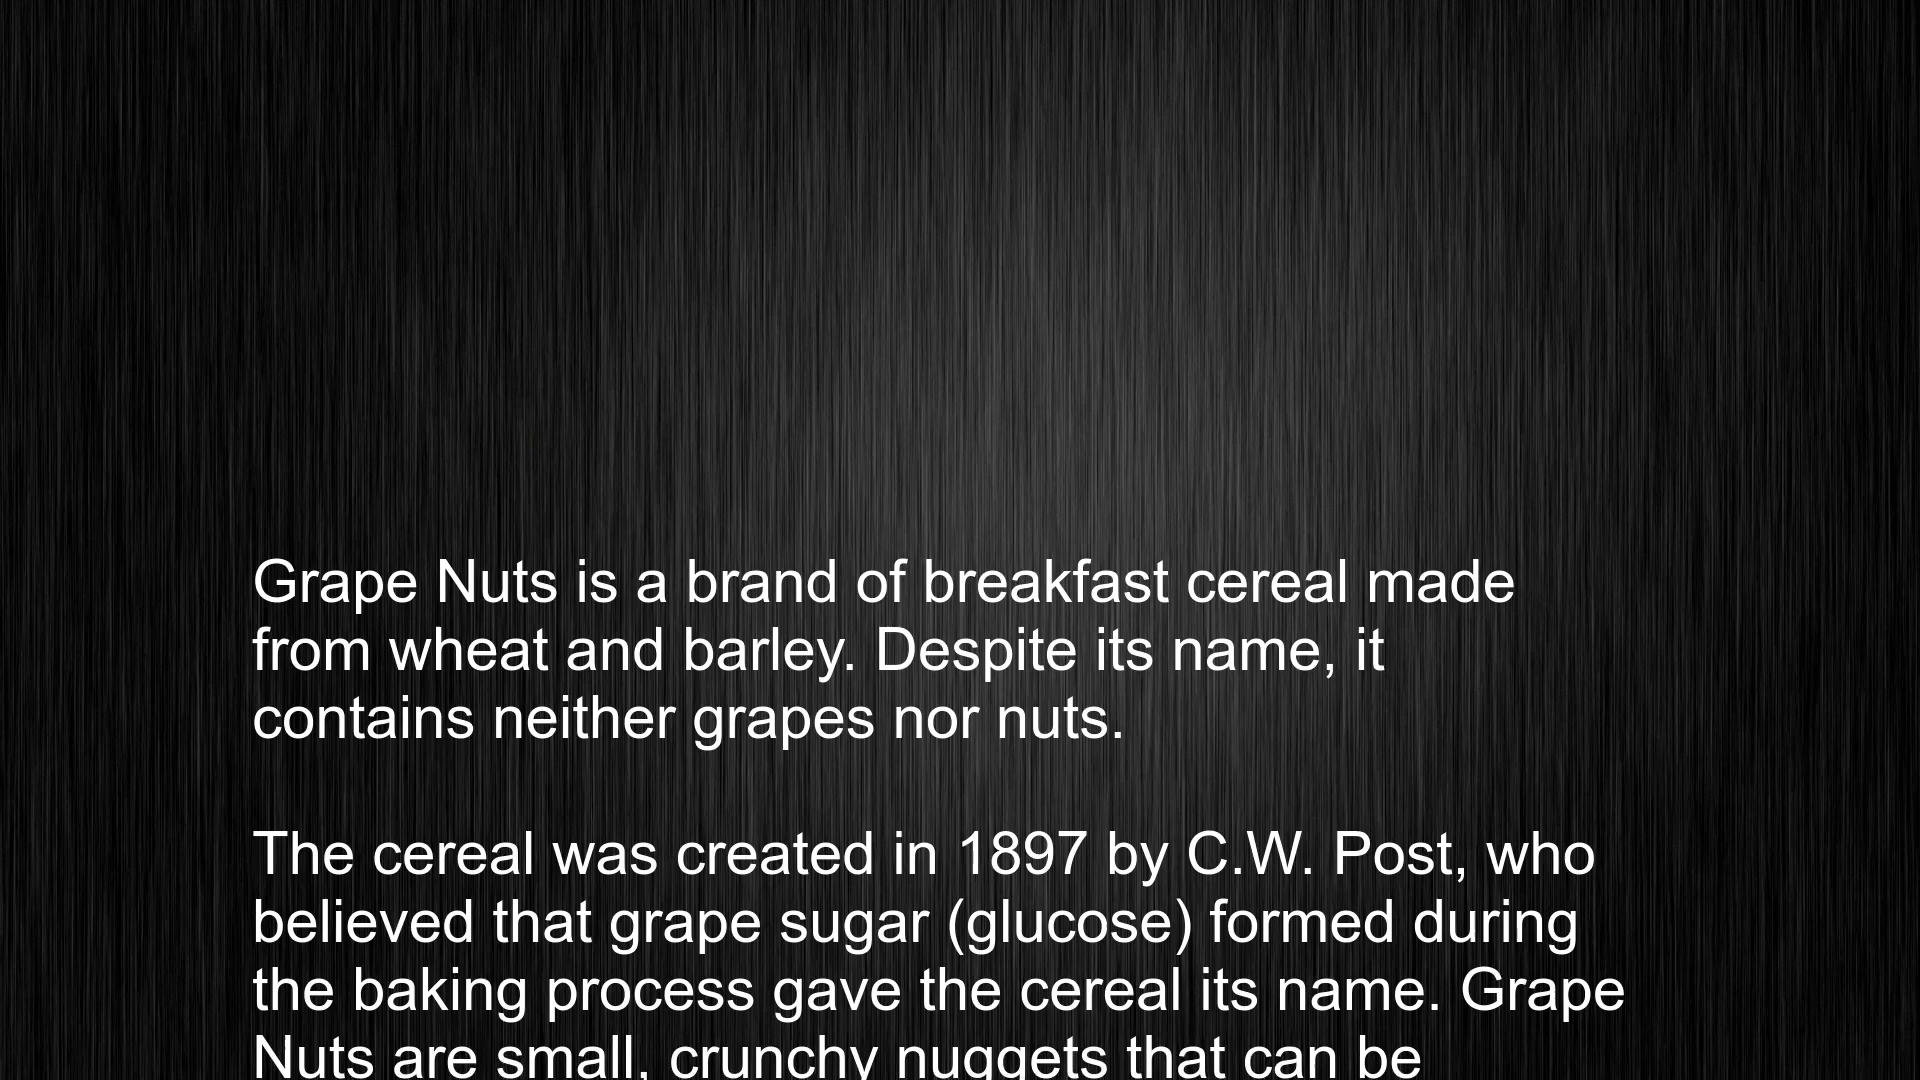 Grape Nuts is a brand of breakfast cereal made
from wheat and barley. Despite its name, it
contains neither grapes nor nuts.
The cereal was created in 1897 by C.W. Post, who
believed that grape sugar (glucose) formed during
the baking process gave the cereal its name. Grape
Nuts are small, crunchy nuggets that can be